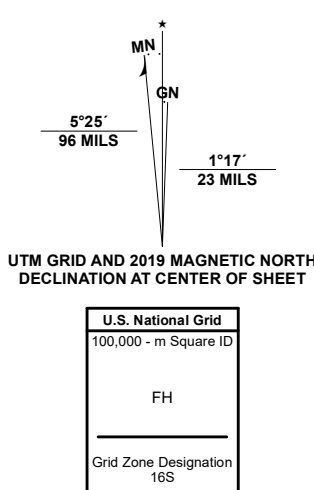 MN
GN
5°25´
96 MILS
1°17´
23 MILS
UTM GRID AND 2019 MAGNETIC NORTH
DECLINATION AT CENTER OF SHEET
U.S. National Grid
100,000 - m Square ID
FH
Grid Zone Designation
16S